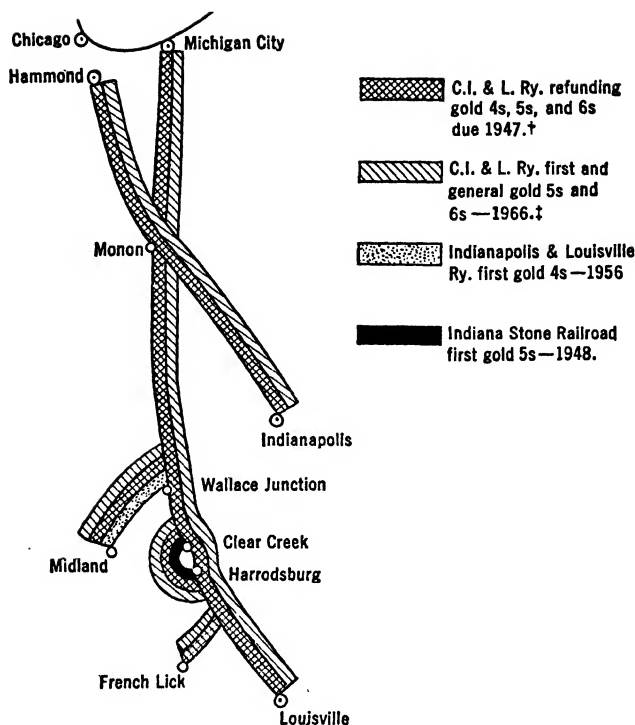 Chicago
Michigan City
Hammond
C.I. & L. Ry. refunding
gold 4s, 5s, and 6s
due 1947.†
C.I. & L. Ry. first and
general gold 5s and
6s—1966.‡
Monon
Indianapolis & Louisville
Ry. first gold 4s—1956
Indiana Stone Railroad
first gold 5s—1948.
Indianapolis
Wallace Junction
Clear Creek
Midland
Harrodsburg
French Lick
Louisville